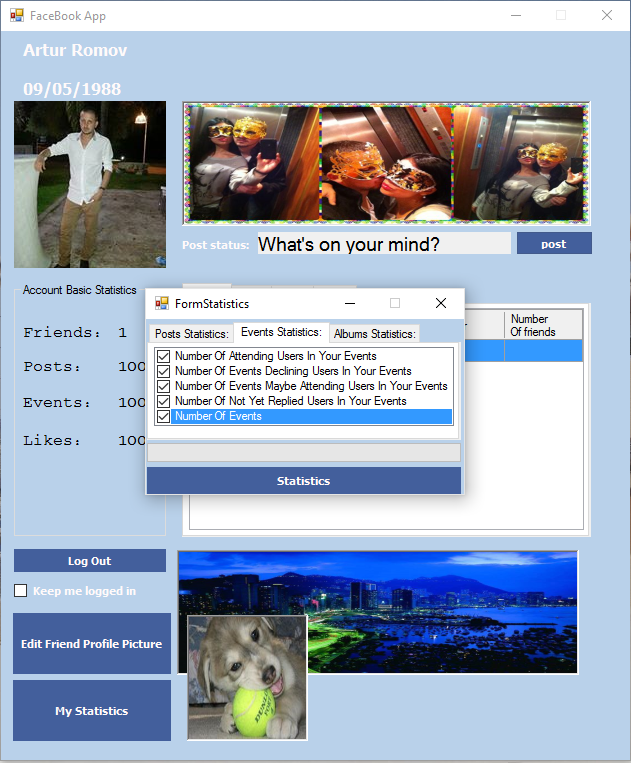 FaceBook App
Artur Romov
09/05/1988
Post status:
What's on your mind?
post
Account Basic Statistics
Friends: 1
Posts: 100
Events: 100
Likes: 100
Number
Of friends
FormStatistics
Posts Statistics:
Events Statistics:
Albums Statistics:
Number Of Attending Users In Your Events
Number Of Events Declining Users In Your Events
Number Of Events Maybe Attending Users In Your Events
Number Of Not Yet Replied Users In Your Events
Number Of Events
Statistics
Log Out
Keep me logged in
Edit Friend Profile Picture
My Statistics
DUNLOP